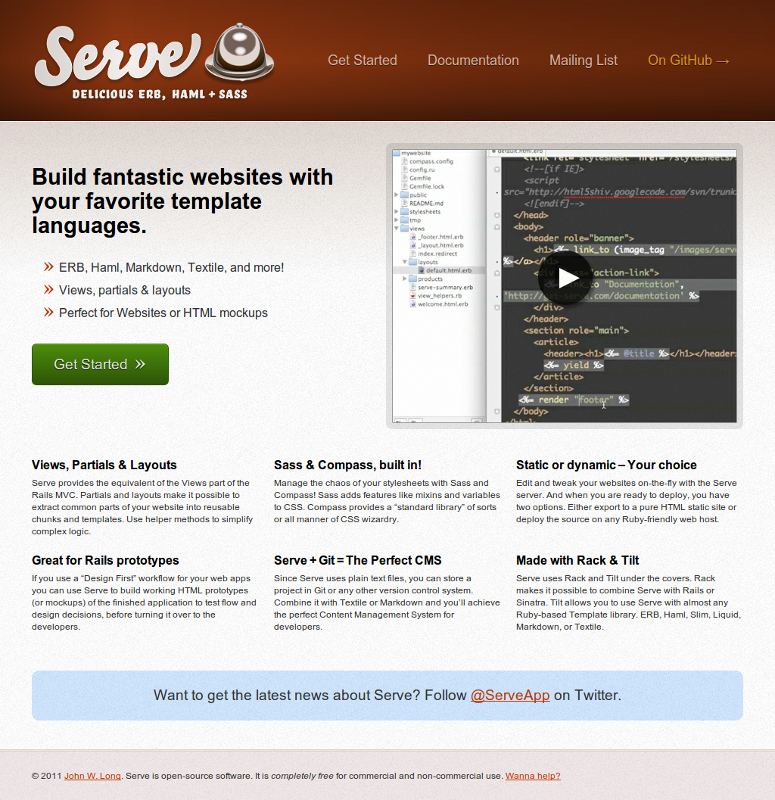 Serve
DELICIOUS ERB, HAML + SASS
Get Started
Documentation
Mailing List
On GitHub →
Build fantastic websites with
your favorite template
languages.
» ERB, Haml, Markdown, Textile, and more!
» Views, partials & layouts
» Perfect for Websites or HTML mockups
Get Started »
mywebsite
compass.config
config.ru
Gemfile
Gemfile.lock
public
README.md
stylesheets
tmp
views
_footer.html.erb
_layout.html.erb
index.redirect
layouts
default.html.erb
products
serve-summary.erb
view_helpers.rb
welcome.html.erb
default.html.erb
<!--[if IE]>
<script
src="http://html5shiv.googlecode.com/svn/trunk
<![endif]-->
</head>
<body>
<header role="banner">
<h1><%= link_to (image_tag "/images/serve
%></a></h1>
<div class="action-link">
link_to "Documentation",
'http:// serve.com/documentation' %>
</div>
</header>
<section role="main">
<article>
<header><h1><%= @title %></h1></header>
<%= yield %>
</article>
</section>
<%= render "footer" %>
</body>
Views, Partials & Layouts
Serve provides the equivalent of the Views part of the
Rails MVC. Partials and layouts make it possible to
extract common parts of your website into reusable
chunks and templates. Use helper methods to simplify
complex logic.
Sass & Compass, built in!
Manage the chaos of your stylesheets with Sass and
Compass! Sass adds features like mixins and variables
to CSS. Compass provides a “standard library” of sorts
or all manner of CSS wizardry.
Static or dynamic – Your choice
Edit and tweak your websites on-the-fly with the Serve
server. And when you are ready to deploy, you have
two options. Either export to a pure HTML static site or
deploy the source on any Ruby-friendly web host.
Great for Rails prototypes
If you use a “Design First” workflow for your web apps
you can use Serve to build working HTML prototypes
(or mockups) of the finished application to test flow and
design decisions, before turning it over to the
developers.
Serve + Git = The Perfect CMS
Since Serve uses plain text files, you can store a
project in Git or any other version control system.
Combine it with Textile or Markdown and you’ll achieve
the perfect Content Management System for
developers.
Made with Rack & Tilt
Serve uses Rack and Tilt under the covers. Rack
makes it possible to combine Serve with Rails or
Sinatra. Tilt allows you to use Serve with almost any
Ruby-based Template library. ERB, Haml, Slim, Liquid,
Markdown, or Textile.
Want to get the latest news about Serve? Follow @ServeApp on Twitter.
© 2011 John W. Long. Serve is open-source software. It is completely free for commercial and non-commercial use. Wanna help?